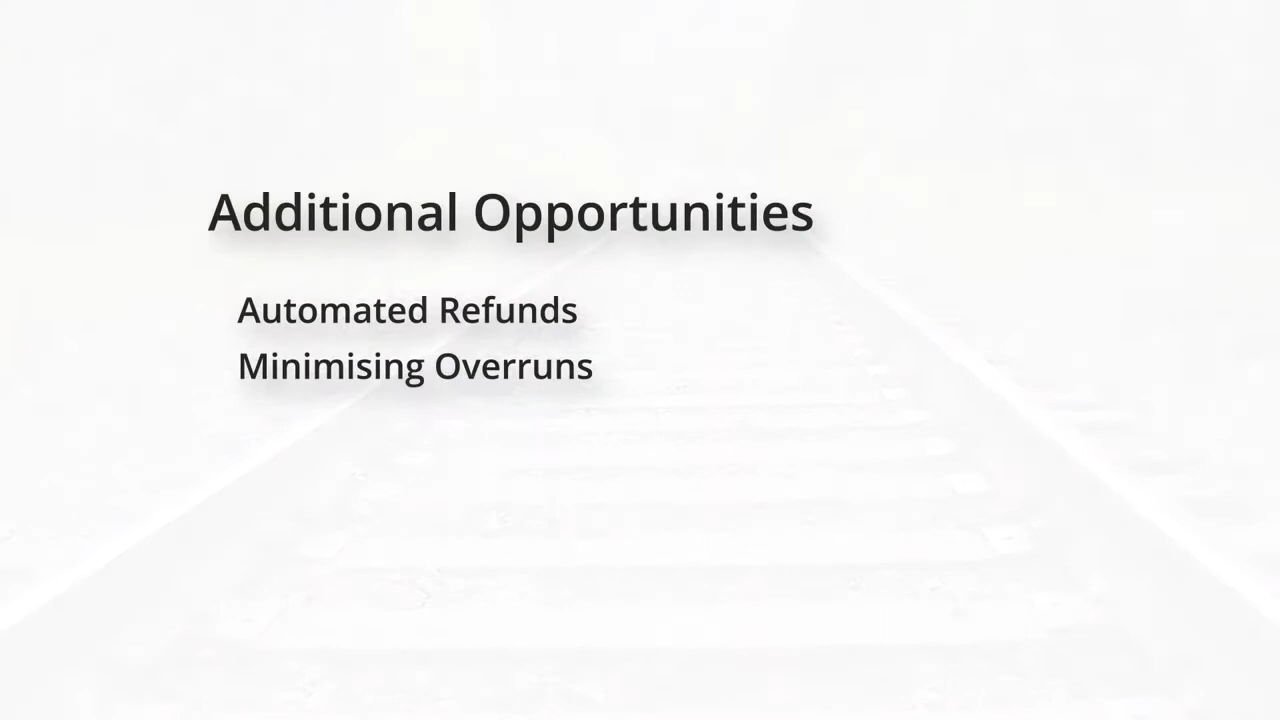 Additional Opportunities
Automated Refunds
Minimising Overruns